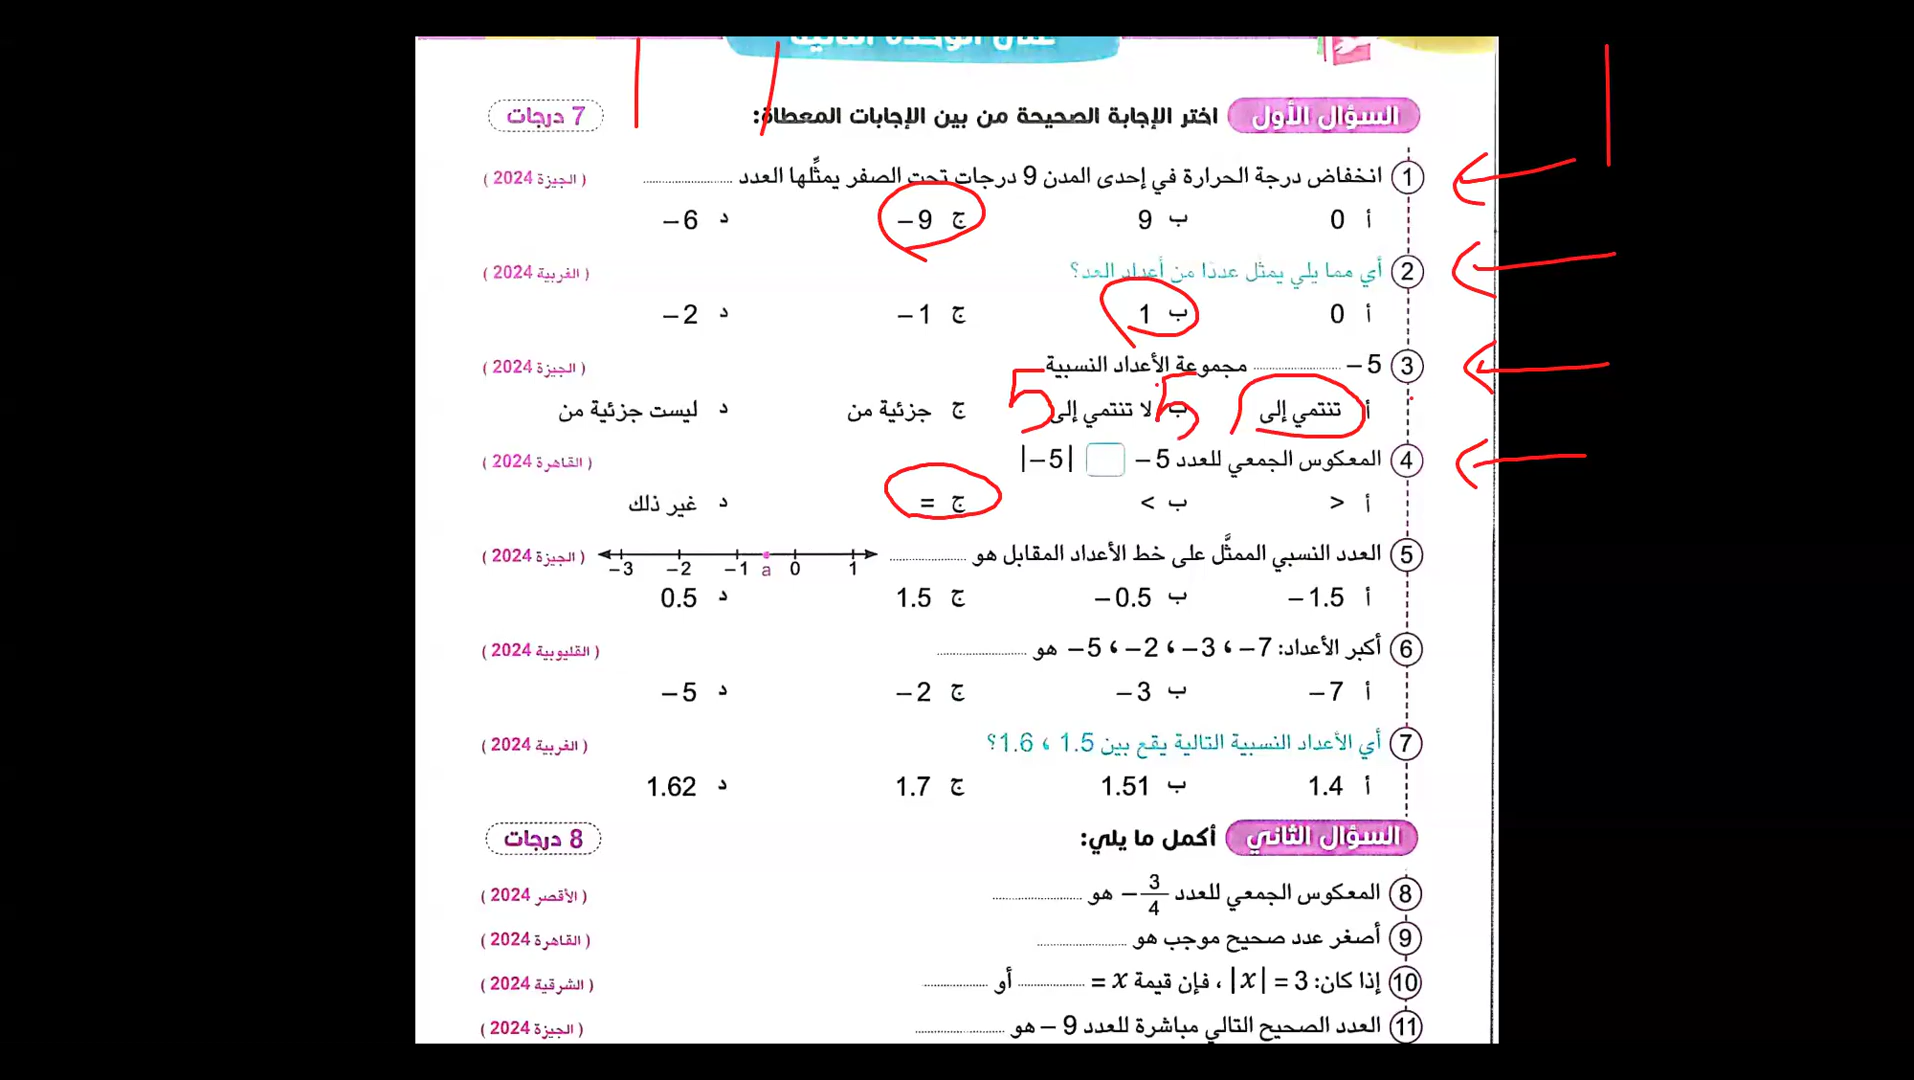 السؤال الأول اختر الإجابة الصحيحة من بين الإجابات المعطاة: 7 درجات
1 انخفاض درجة الحرارة في إحدى المدن 9 درجات تحت الصفر يمثِّلها العدد .................... ( الجيزة 2024 )
أ 0 ب 9 ج −9 د −6
2 أي مما يلي يمثل عددًا من أعداد العد؟ ( الغربية 2024 )
أ 0 ب 1 ج −1 د −2
3 −5 .................... مجموعة الأعداد النسبية ( الجيزة 2024 )
5 5
أ تنتمي إلى ب لا تنتمي إلى ج جزئية من د ليست جزئية من
4 المعكوس الجمعي للعدد −5 □ |−5| ( القاهرة 2024 )
أ > ب < ج = د غير ذلك
5 العدد النسبي الممثَّل على خط الأعداد المقابل هو .................... ( الجيزة 2024 )
−3 −2 −1 a 0 1
أ −1.5 ب −0.5 ج 1.5 د 0.5
6 أكبر الأعداد: −7 ، −3 ، −2 ، −5 هو .................... ( القليوبية 2024 )
أ −7 ب −3 ج −2 د −5
7 أي الأعداد النسبية التالية يقع بين 1.5 ، 1.6؟ ( الغربية 2024 )
أ 1.4 ب 1.51 ج 1.7 د 1.62
السؤال الثاني أكمل ما يلي: 8 درجات
8 المعكوس الجمعي للعدد −3/4 هو .................... ( الأقصر 2024 )
9 أصغر عدد صحيح موجب هو .................... ( القاهرة 2024 )
10 إذا كان: |x| = 3 ، فإن قيمة x = ............... أو ............... ( الشرقية 2024 )
11 العدد الصحيح التالي مباشرة للعدد −9 هو .................... ( الجيزة 2024 )